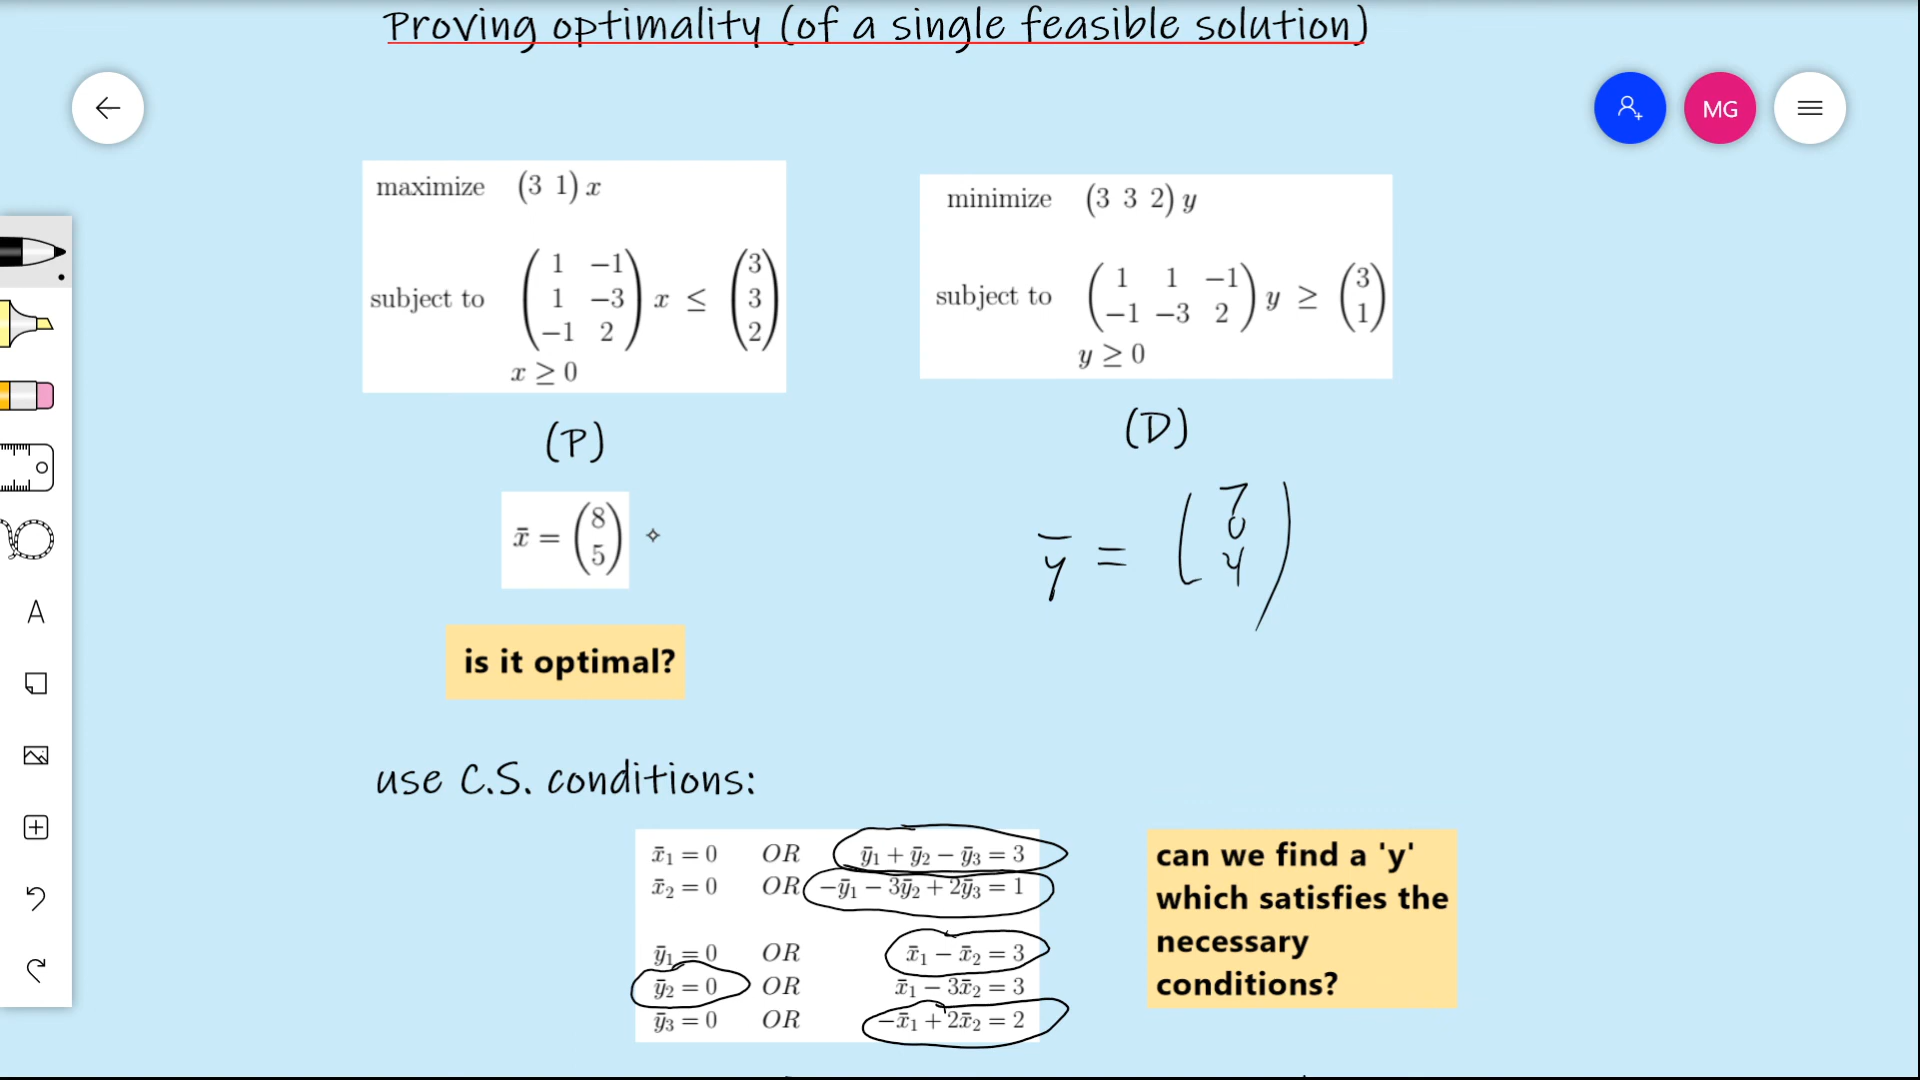 Proving optimality (of a single feasible solution)
MG
maximize (3 1) x
subject to
( 1 −1
1 −3
−1 2 ) x ≤ ( 3
3
2 )
x ≥ 0
(P)
minimize (3 3 2) y
subject to
( 1 1 −1
−1 −3 2 ) y ≥ ( 3
1 )
y ≥ 0
(D)
x̄ = ( 8
5 )
ȳ = ( 7
0
4 )
is it optimal?
A
use C.S. conditions:
x̄₁ = 0 OR ȳ₁ + ȳ₂ − ȳ₃ = 3
x̄₂ = 0 OR −ȳ₁ − 3ȳ₂ + 2ȳ₃ = 1
ȳ₁ = 0 OR x̄₁ − x̄₂ = 3
ȳ₂ = 0 OR x̄₁ − 3x̄₂ = 3
ȳ₃ = 0 OR −x̄₁ + 2x̄₂ = 2
can we find a 'y'
which satisfies the
necessary
conditions?